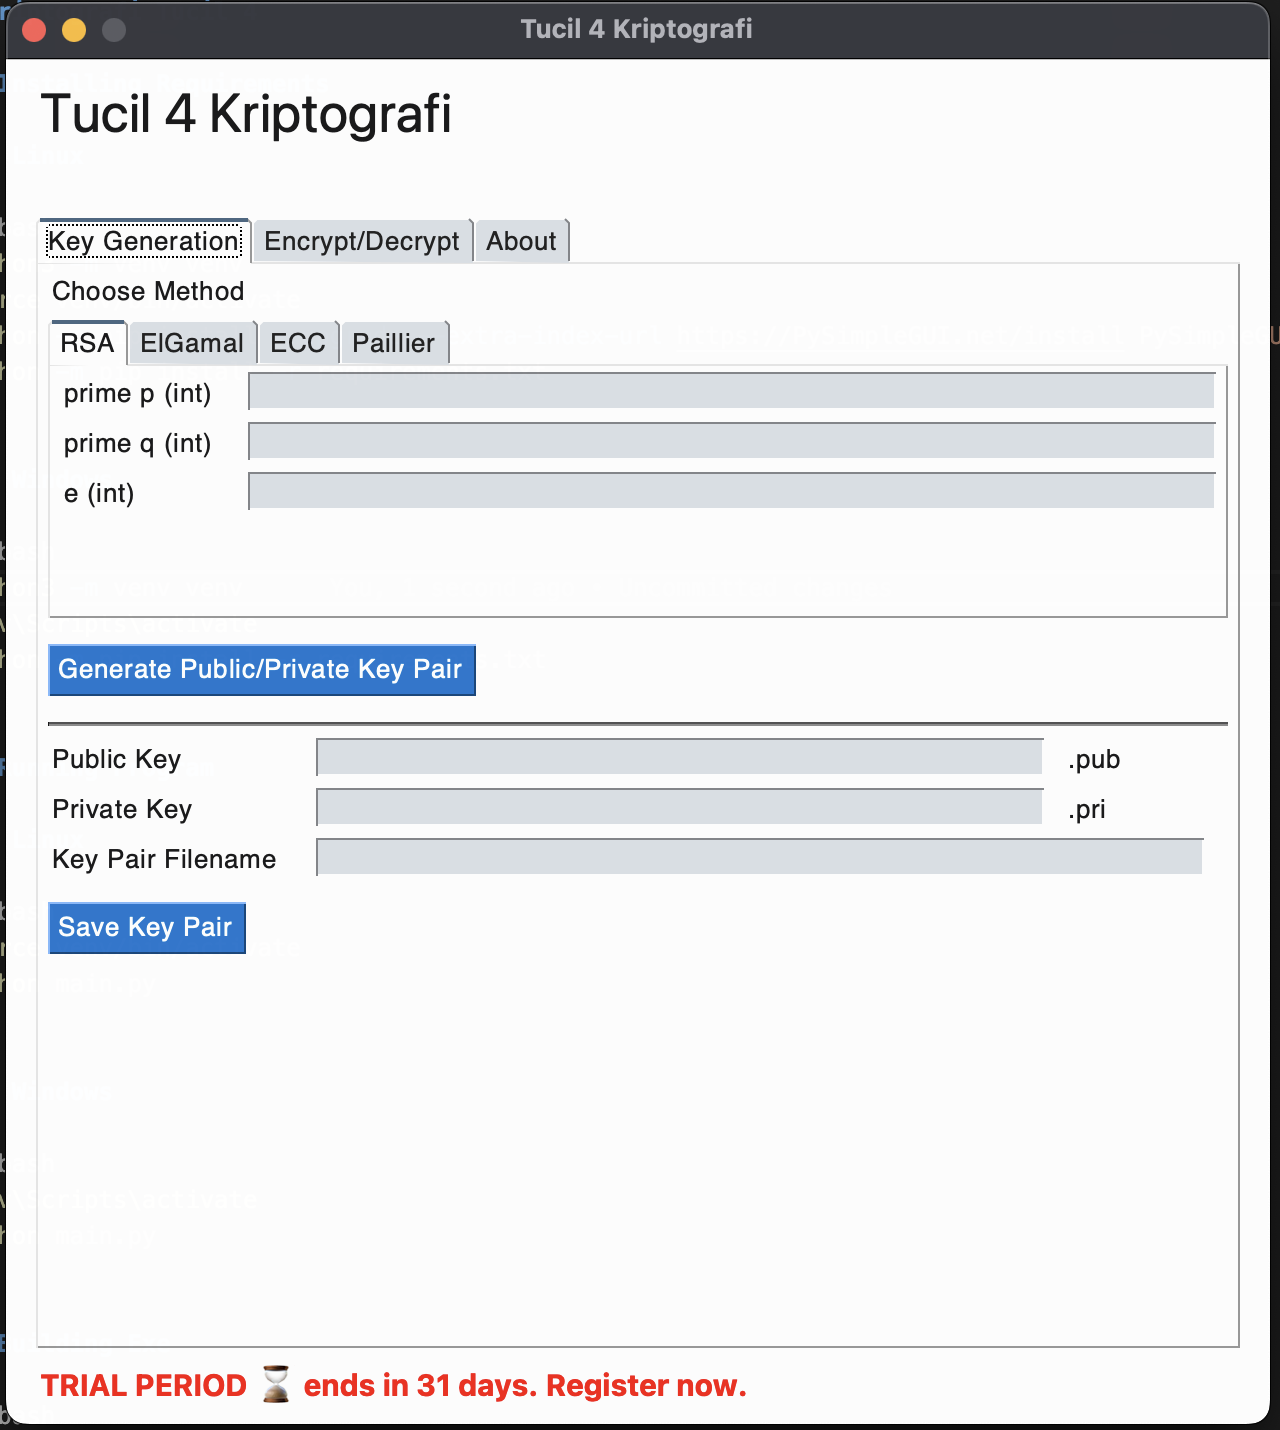 Tucil 4 Kriptografi
Tucil 4 Kriptografi
Key Generation Encrypt/Decrypt About
Choose Method
RSA ElGamal ECC Paillier
prime p (int)
prime q (int)
e (int)
Generate Public/Private Key Pair
Public Key .pub
Private Key .pri
Key Pair Filename
Save Key Pair
TRIAL PERIOD ⏳ ends in 31 days. Register now.